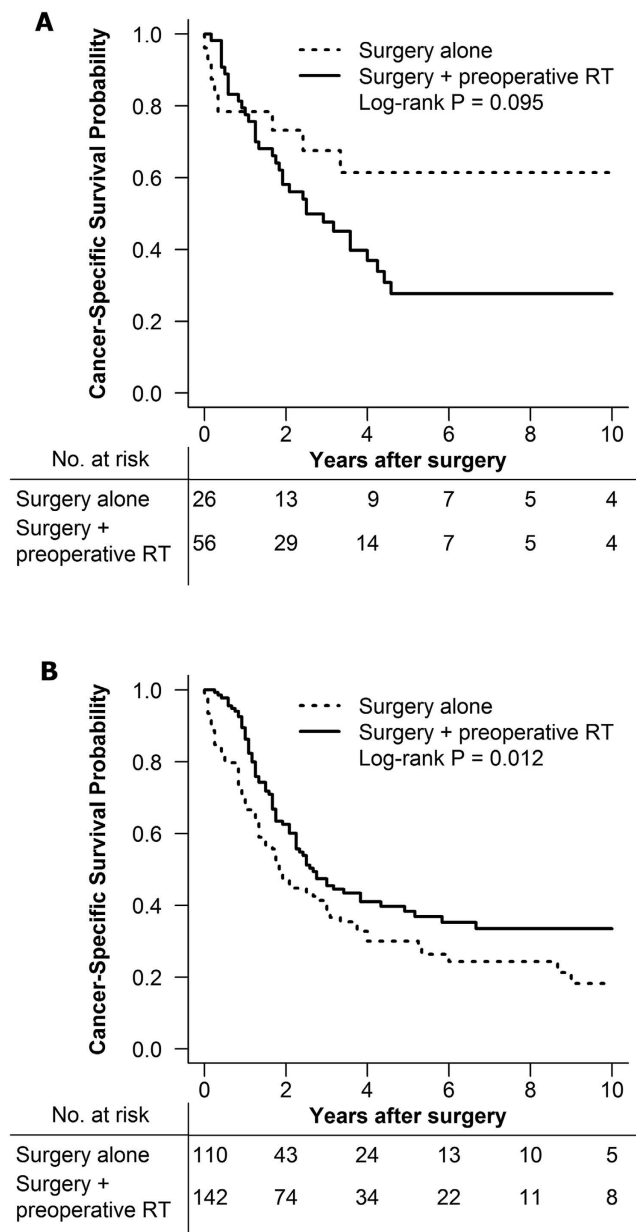 A
Cancer-Specific Survival Probability
1.0
0.8
0.6
0.4
0.2
0.0
Surgery alone
Surgery + preoperative RT
Log-rank P = 0.095
0 2 4 6 8 10
No. at risk Years after surgery
Surgery alone 26 13 9 7 5 4
Surgery +
preoperative RT 56 29 14 7 5 4
B
Cancer-Specific Survival Probability
1.0
0.8
0.6
0.4
0.2
0.0
Surgery alone
Surgery + preoperative RT
Log-rank P = 0.012
0 2 4 6 8 10
No. at risk Years after surgery
Surgery alone 110 43 24 13 10 5
Surgery +
preoperative RT 142 74 34 22 11 8